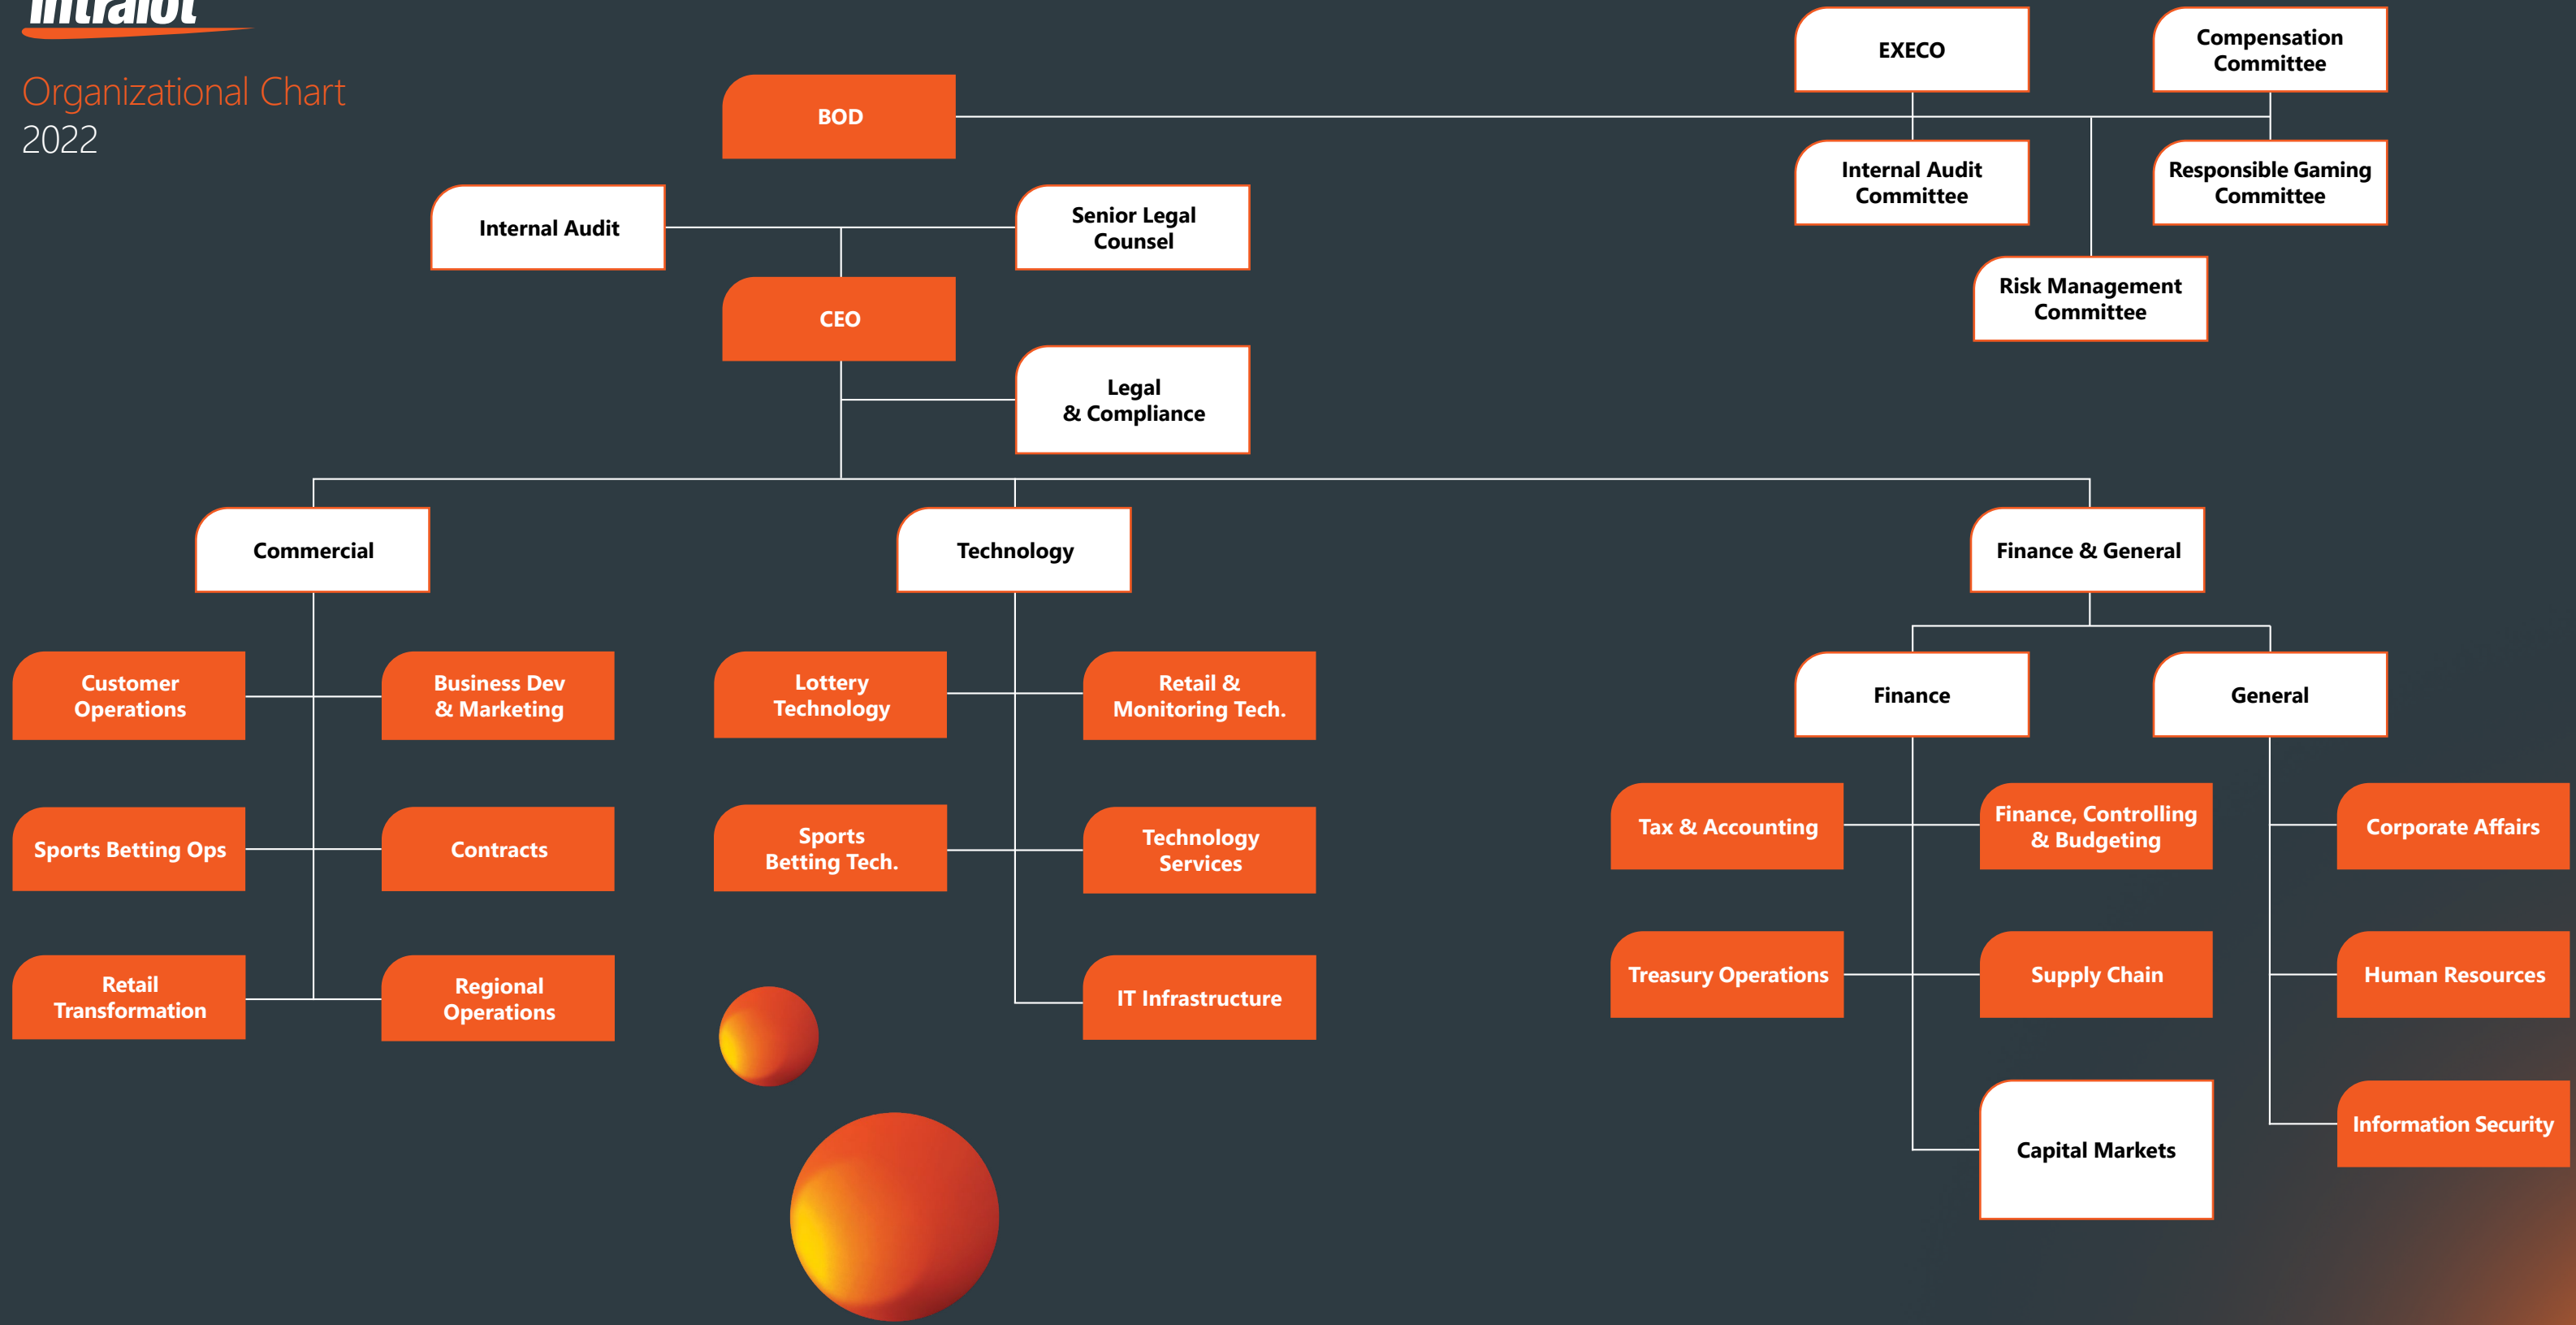 intralot
Organizational Chart
2022
EXECO
Compensation
Committee
BOD
Internal Audit
Committee
Responsible Gaming
Committee
Internal Audit
Senior Legal
Counsel
Risk Management
Committee
CEO
Legal
& Compliance
Commercial
Technology
Finance & General
Customer
Operations
Business Dev
& Marketing
Lottery
Technology
Retail &
Monitoring Tech.
Finance
General
Sports Betting Ops
Contracts
Sports
Betting Tech.
Technology
Services
Tax & Accounting
Finance, Controlling
& Budgeting
Corporate Affairs
Retail
Transformation
Regional
Operations
IT Infrastructure
Treasury Operations
Supply Chain
Human Resources
Capital Markets
Information Security